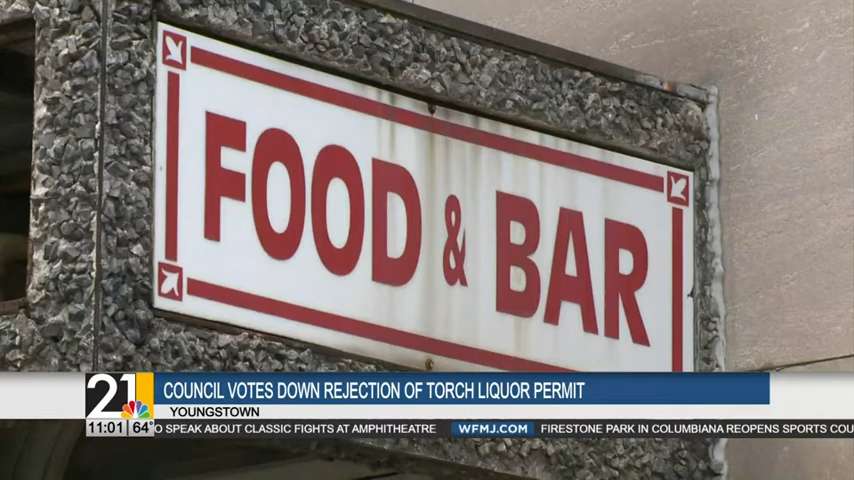 FOOD & BAR
21
COUNCIL VOTES DOWN REJECTION OF TORCH LIQUOR PERMIT
YOUNGSTOWN
11:01 64°
O SPEAK ABOUT CLASSIC FIGHTS AT AMPHITHEATRE
WFMJ.COM
FIRESTONE PARK IN COLUMBIANA REOPENS SPORTS COU